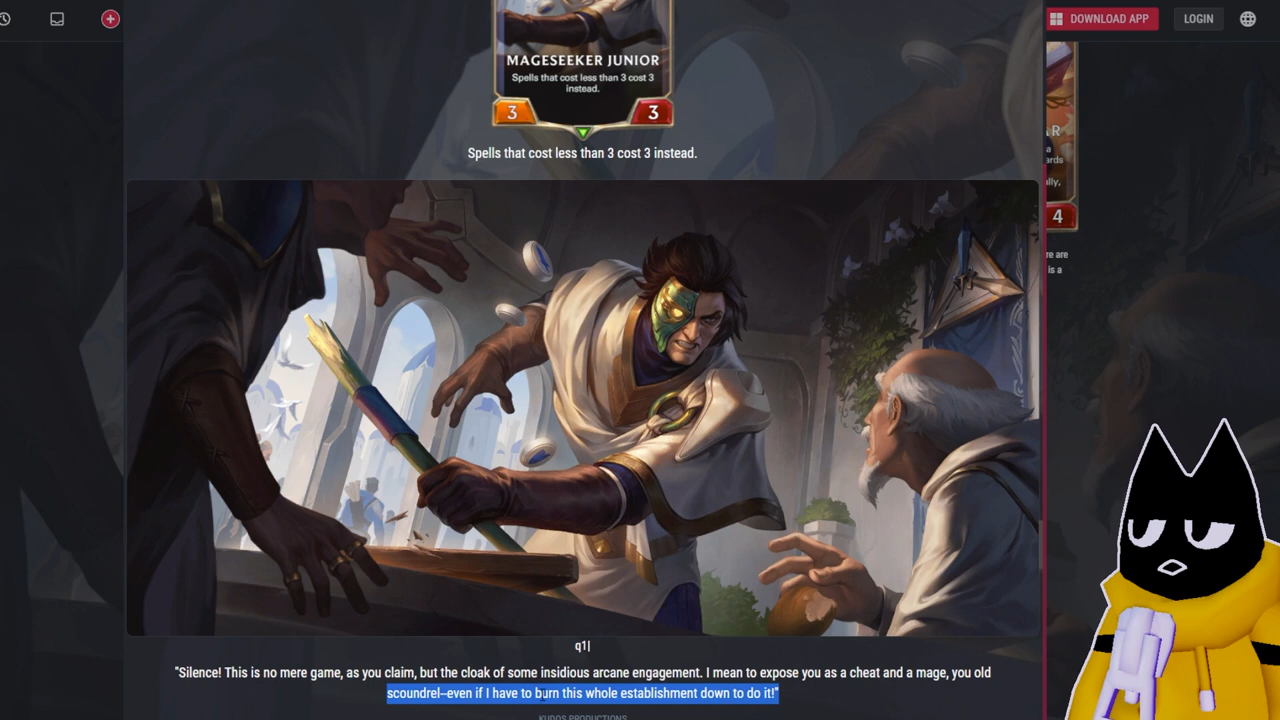 DOWNLOAD APP
LOGIN
MAGESEEKER JUNIOR
Spells that cost less than 3 cost 3
instead.
3
3
Spells that cost less than 3 cost 3 instead.
4
q1
"Silence! This is no mere game, as you claim, but the cloak of some insidious arcane engagement. I mean to expose you as a cheat and a mage, you old
scoundrel--even if I have to burn this whole establishment down to do it!"
KUDOS PRODUCTIONS